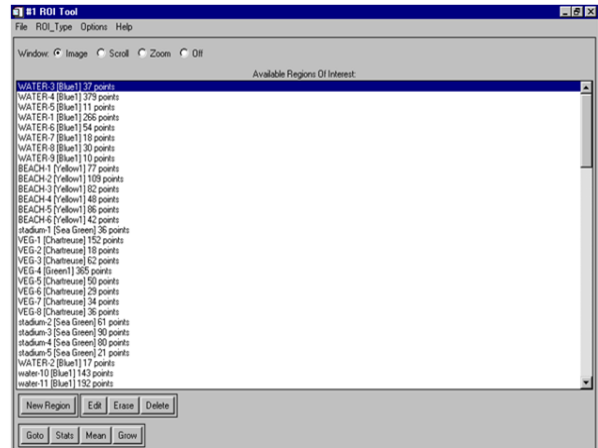 #1 ROI Tool
File ROI_Type Options Help
Window: Image Scroll Zoom Off
Available Regions Of Interest:
WATER-3 [Blue1] 37 points
WATER-4 [Blue1] 379 points
WATER-5 [Blue1] 11 points
WATER-1 [Blue1] 266 points
WATER-6 [Blue1] 54 points
WATER-7 [Blue1] 18 points
WATER-8 [Blue1] 30 points
WATER-9 [Blue1] 10 points
BEACH-1 [Yellow1] 77 points
BEACH-2 [Yellow1] 109 points
BEACH-3 [Yellow1] 82 points
BEACH-4 [Yellow1] 48 points
BEACH-5 [Yellow1] 86 points
BEACH-6 [Yellow1] 42 points
stadium-1 [Sea Green] 36 points
VEG-1 [Chartreuse] 152 points
VEG-2 [Chartreuse] 18 points
VEG-3 [Chartreuse] 62 points
VEG-4 [Green1] 365 points
VEG-5 [Chartreuse] 50 points
VEG-6 [Chartreuse] 29 points
VEG-7 [Chartreuse] 34 points
VEG-8 [Chartreuse] 36 points
stadium-2 [Sea Green] 61 points
stadium-3 [Sea Green] 90 points
stadium-4 [Sea Green] 80 points
stadium-5 [Sea Green] 21 points
WATER-2 [Blue1] 17 points
water-10 [Blue1] 143 points
water-11 [Blue1] 192 points
New Region Edit Erase Delete
Goto Stats Mean Grow